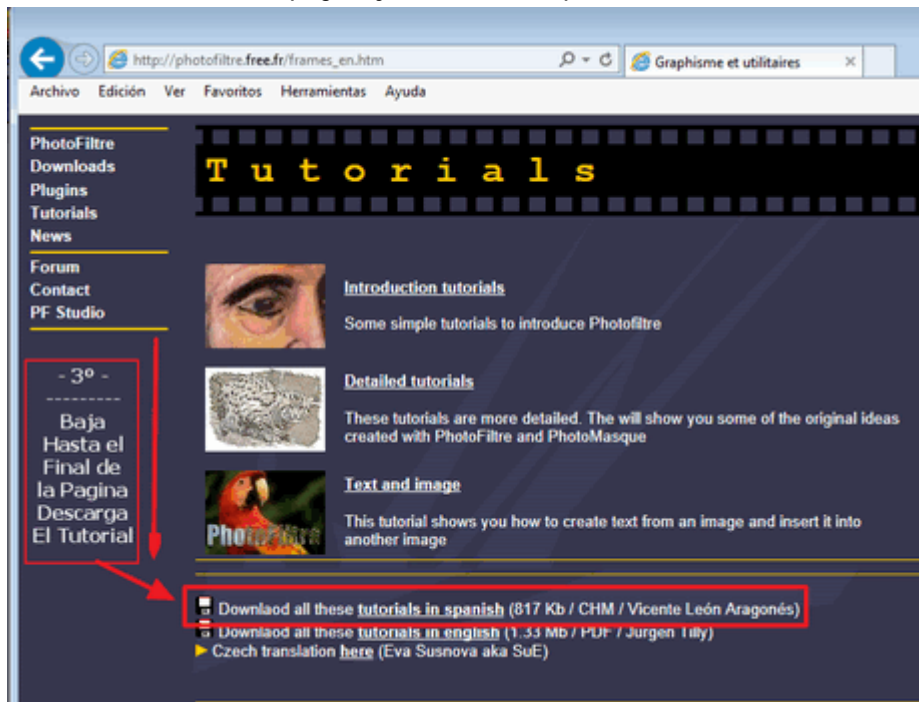 http://photofiltre.free.fr/frames_en.htm
Graphisme et utilitaires
Archivo Edición Ver Favoritos Herramientas Ayuda
PhotoFiltre
Downloads
Plugins
Tutorials
News
Forum
Contact
PF Studio
- 3º -
---------
Baja
Hasta el
Final de
la Pagina
Descarga
El Tutorial
Tutorials
Introduction tutorials
Some simple tutorials to introduce Photofiltre
Detailed tutorials
These tutorials are more detailed. The will show you some of the original ideas
created with PhotoFiltre and PhotoMasque
PhotoFiltre
Text and image
This tutorial shows you how to create text from an image and insert it into
another image
Downlaod all these tutorials in spanish (817 Kb / CHM / Vicente León Aragonés)
Downlaod all these tutorials in english (1.33 Mb / PDF / Jurgen Tilly)
Czech translation here (Eva Susnova aka SuE)